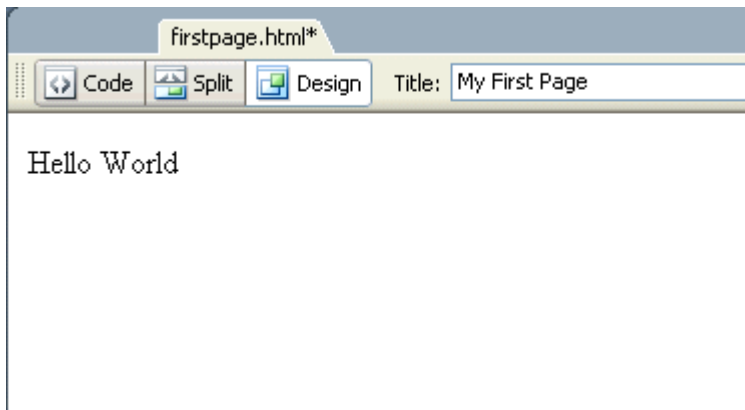 firstpage.html*
Code Split Design Title: My First Page
Hello World